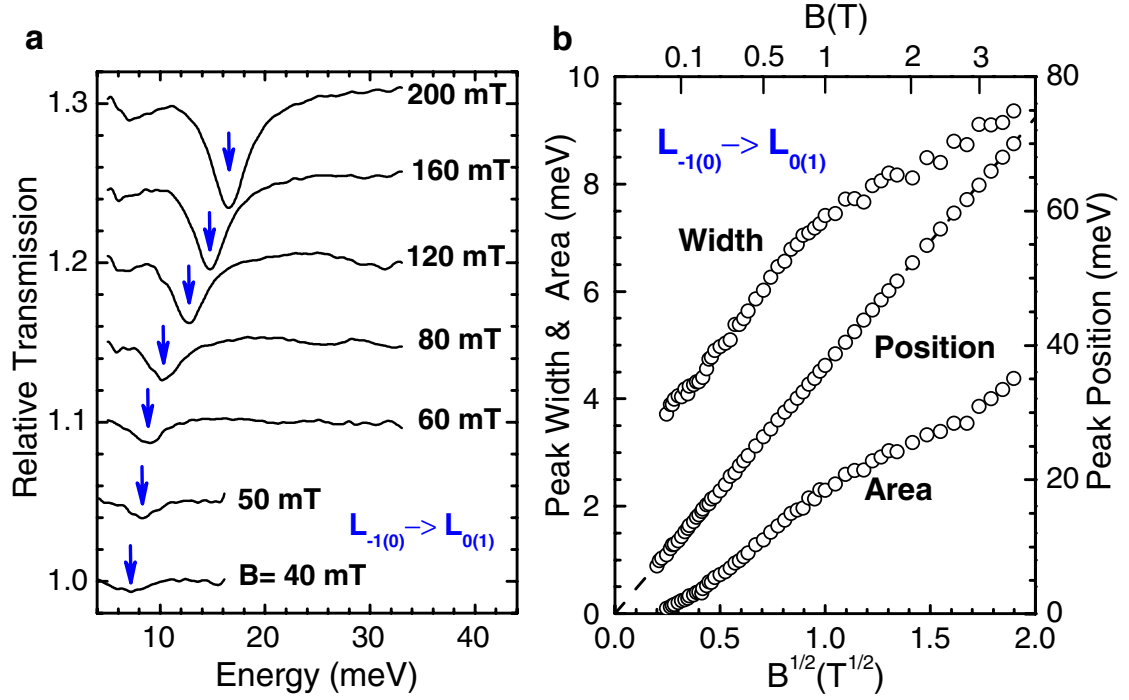 a
1.3
1.2
1.1
1.0
Relative Transmission
200 mT
160 mT
120 mT
80 mT
60 mT
50 mT
L-1(0)–> L0(1)
B= 40 mT
10 20 30 40
Energy (meV)
b
B(T)
0.1 0.5 1 2 3
10
8
6
4
2
0
Peak Width & Area (meV)
L-1(0)–> L0(1)
Width
Position
Area
80
60
40
20
0
Peak Position (meV)
0.0 0.5 1.0 1.5 2.0
B1/2(T1/2)